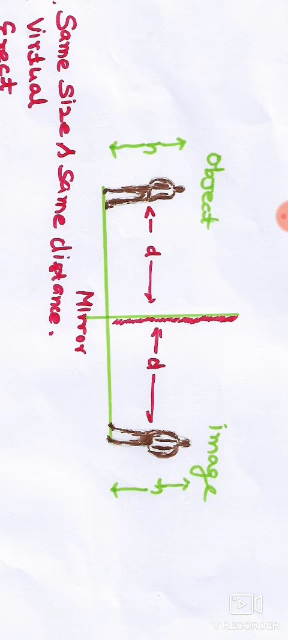 object
image
h
h
d
d
Mirror
. Same size & Same distance.
Virtual
Erect
V RECORDER